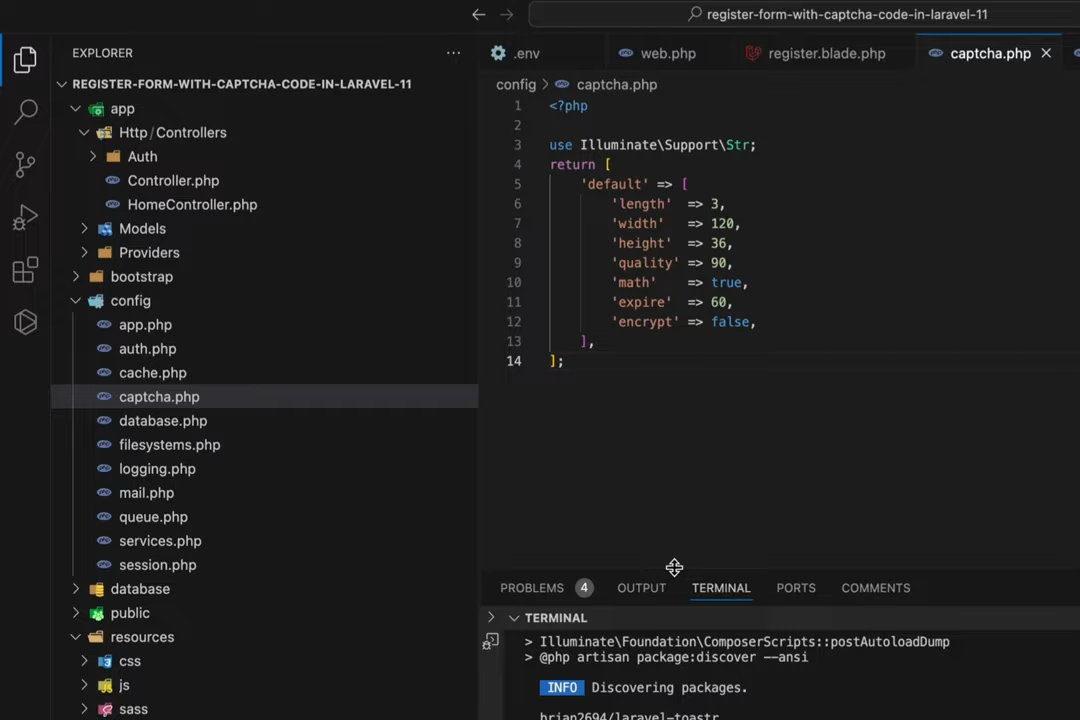 register-form-with-captcha-code-in-laravel-11
EXPLORER
REGISTER-FORM-WITH-CAPTCHA-CODE-IN-LARAVEL-11
app
Http/Controllers
Auth
Controller.php
HomeController.php
Models
Providers
bootstrap
config
app.php
auth.php
cache.php
captcha.php
database.php
filesystems.php
logging.php
mail.php
queue.php
services.php
session.php
database
public
resources
css
js
sass
.env web.php register.blade.php captcha.php
config > captcha.php
1 <?php
2
3 use Illuminate\Support\Str;
4 return [
5 'default' => [
6 'length' => 3,
7 'width' => 120,
8 'height' => 36,
9 'quality' => 90,
10 'math' => true,
11 'expire' => 60,
12 'encrypt' => false,
13 ],
14 ];
PROBLEMS 4 OUTPUT TERMINAL PORTS COMMENTS
TERMINAL
> Illuminate\Foundation\ComposerScripts::postAutoloadDump
> @php artisan package:discover --ansi
INFO Discovering packages.
brian2694/laravel-toastr